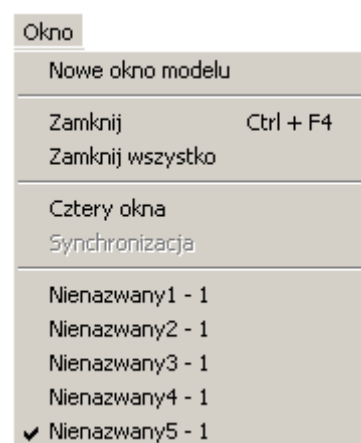 Okno
Nowe okno modelu
Zamknij Ctrl + F4
Zamknij wszystko
Cztery okna
Synchronizacja
Nienazwany1 - 1
Nienazwany2 - 1
Nienazwany3 - 1
Nienazwany4 - 1
Nienazwany5 - 1